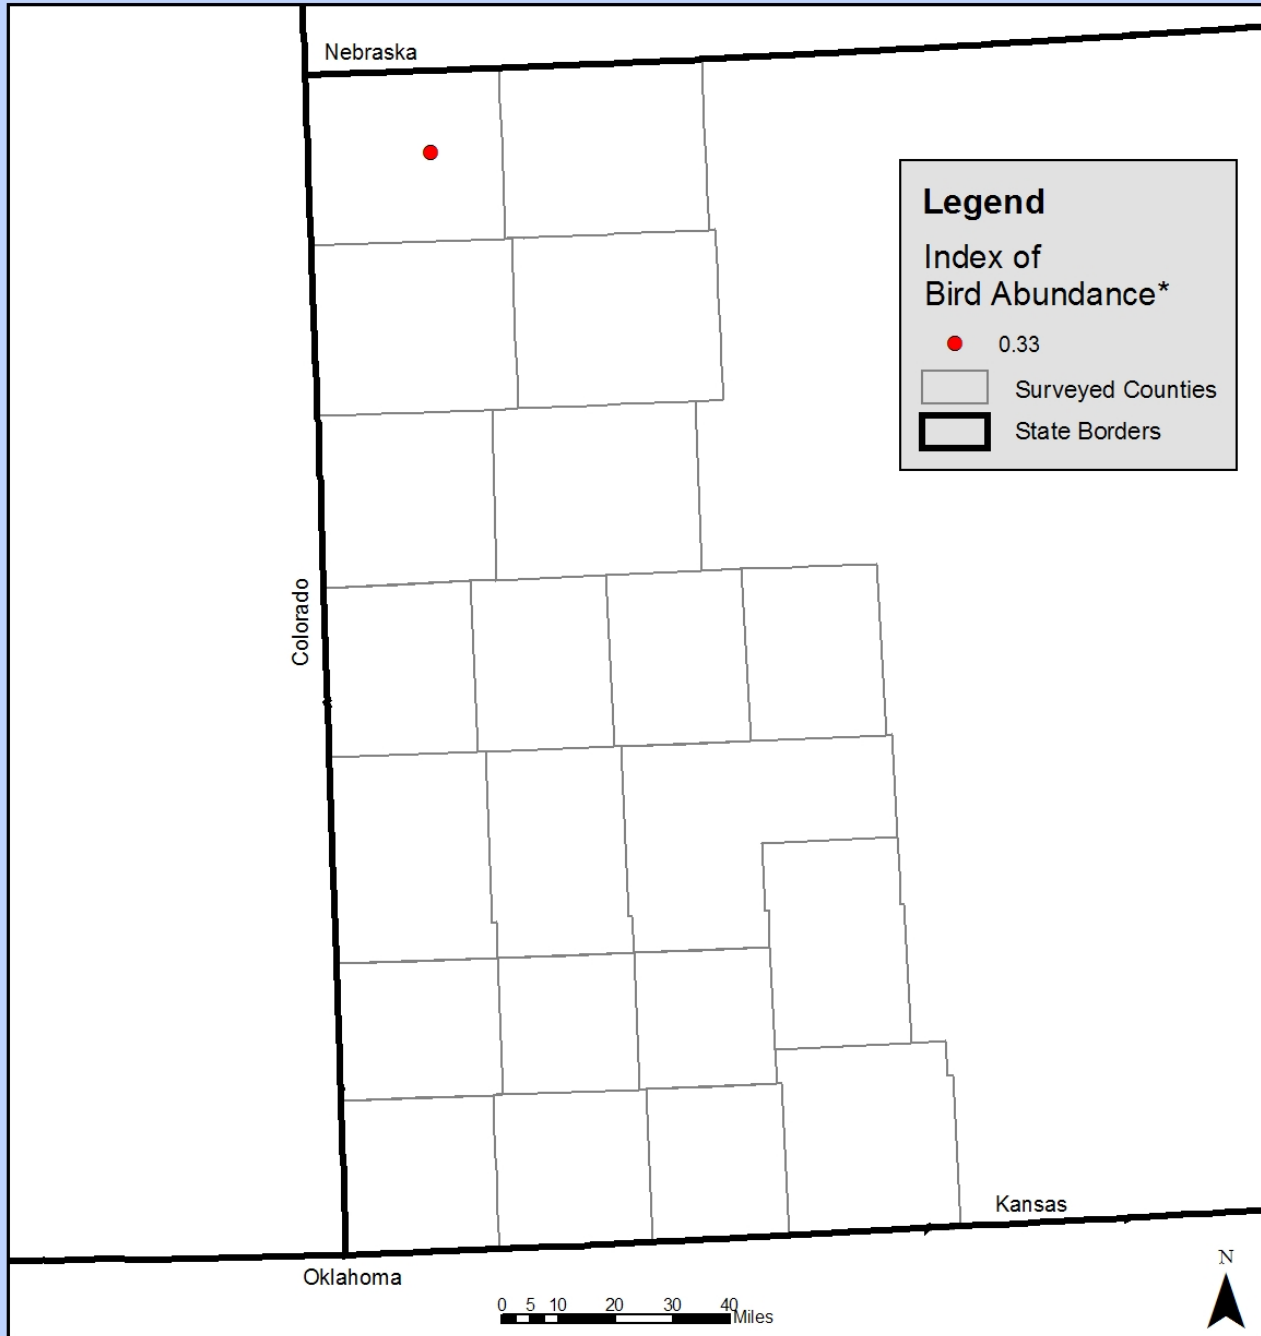 Nebraska
Legend
Index of
Bird Abundance*
0.33
Surveyed Counties
State Borders
Colorado
Kansas
Oklahoma
N
0 5 10 20 30 40
Miles